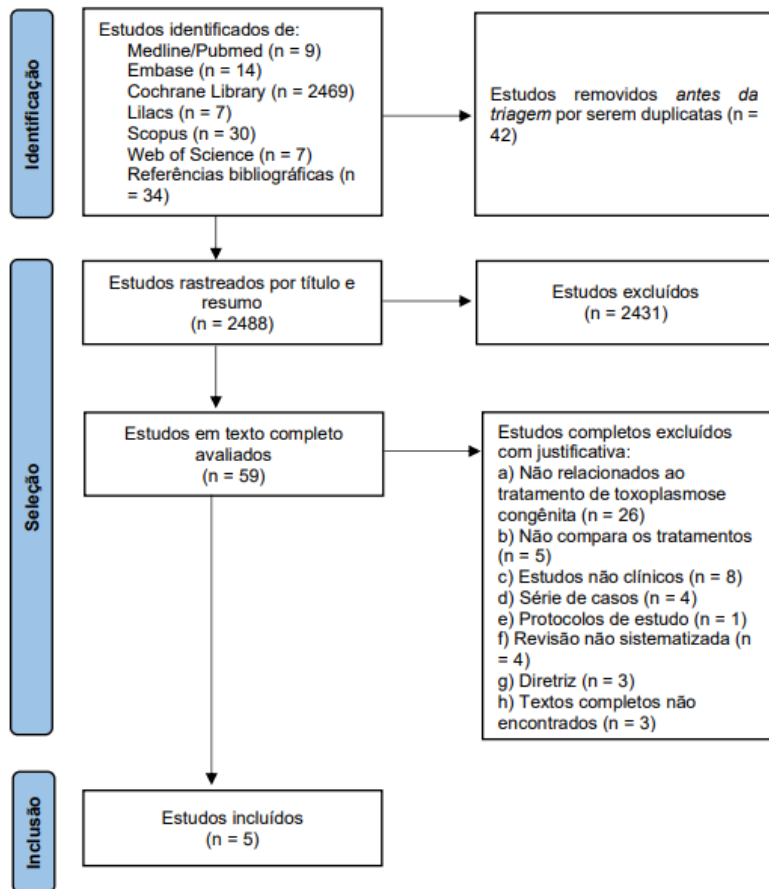 Identificação
Estudos identificados de:
Medline/Pubmed (n = 9)
Embase (n = 14)
Cochrane Library (n = 2469)
Lilacs (n = 7)
Scopus (n = 30)
Web of Science (n = 7)
Referências bibliográficas (n
= 34)
Estudos removidos antes da
triagem por serem duplicatas (n =
42)
Seleção
Estudos rastreados por título e
resumo
(n = 2488)
Estudos excluídos
(n = 2431)
Estudos em texto completo
avaliados
(n = 59)
Estudos completos excluídos
com justificativa:
a) Não relacionados ao
tratamento de toxoplasmose
congênita (n = 26)
b) Não compara os tratamentos
(n = 5)
c) Estudos não clínicos (n = 8)
d) Série de casos (n = 4)
e) Protocolos de estudo (n = 1)
f) Revisão não sistematizada (n
= 4)
g) Diretriz (n = 3)
h) Textos completos não
encontrados (n = 3)
Inclusão
Estudos incluídos
(n = 5)